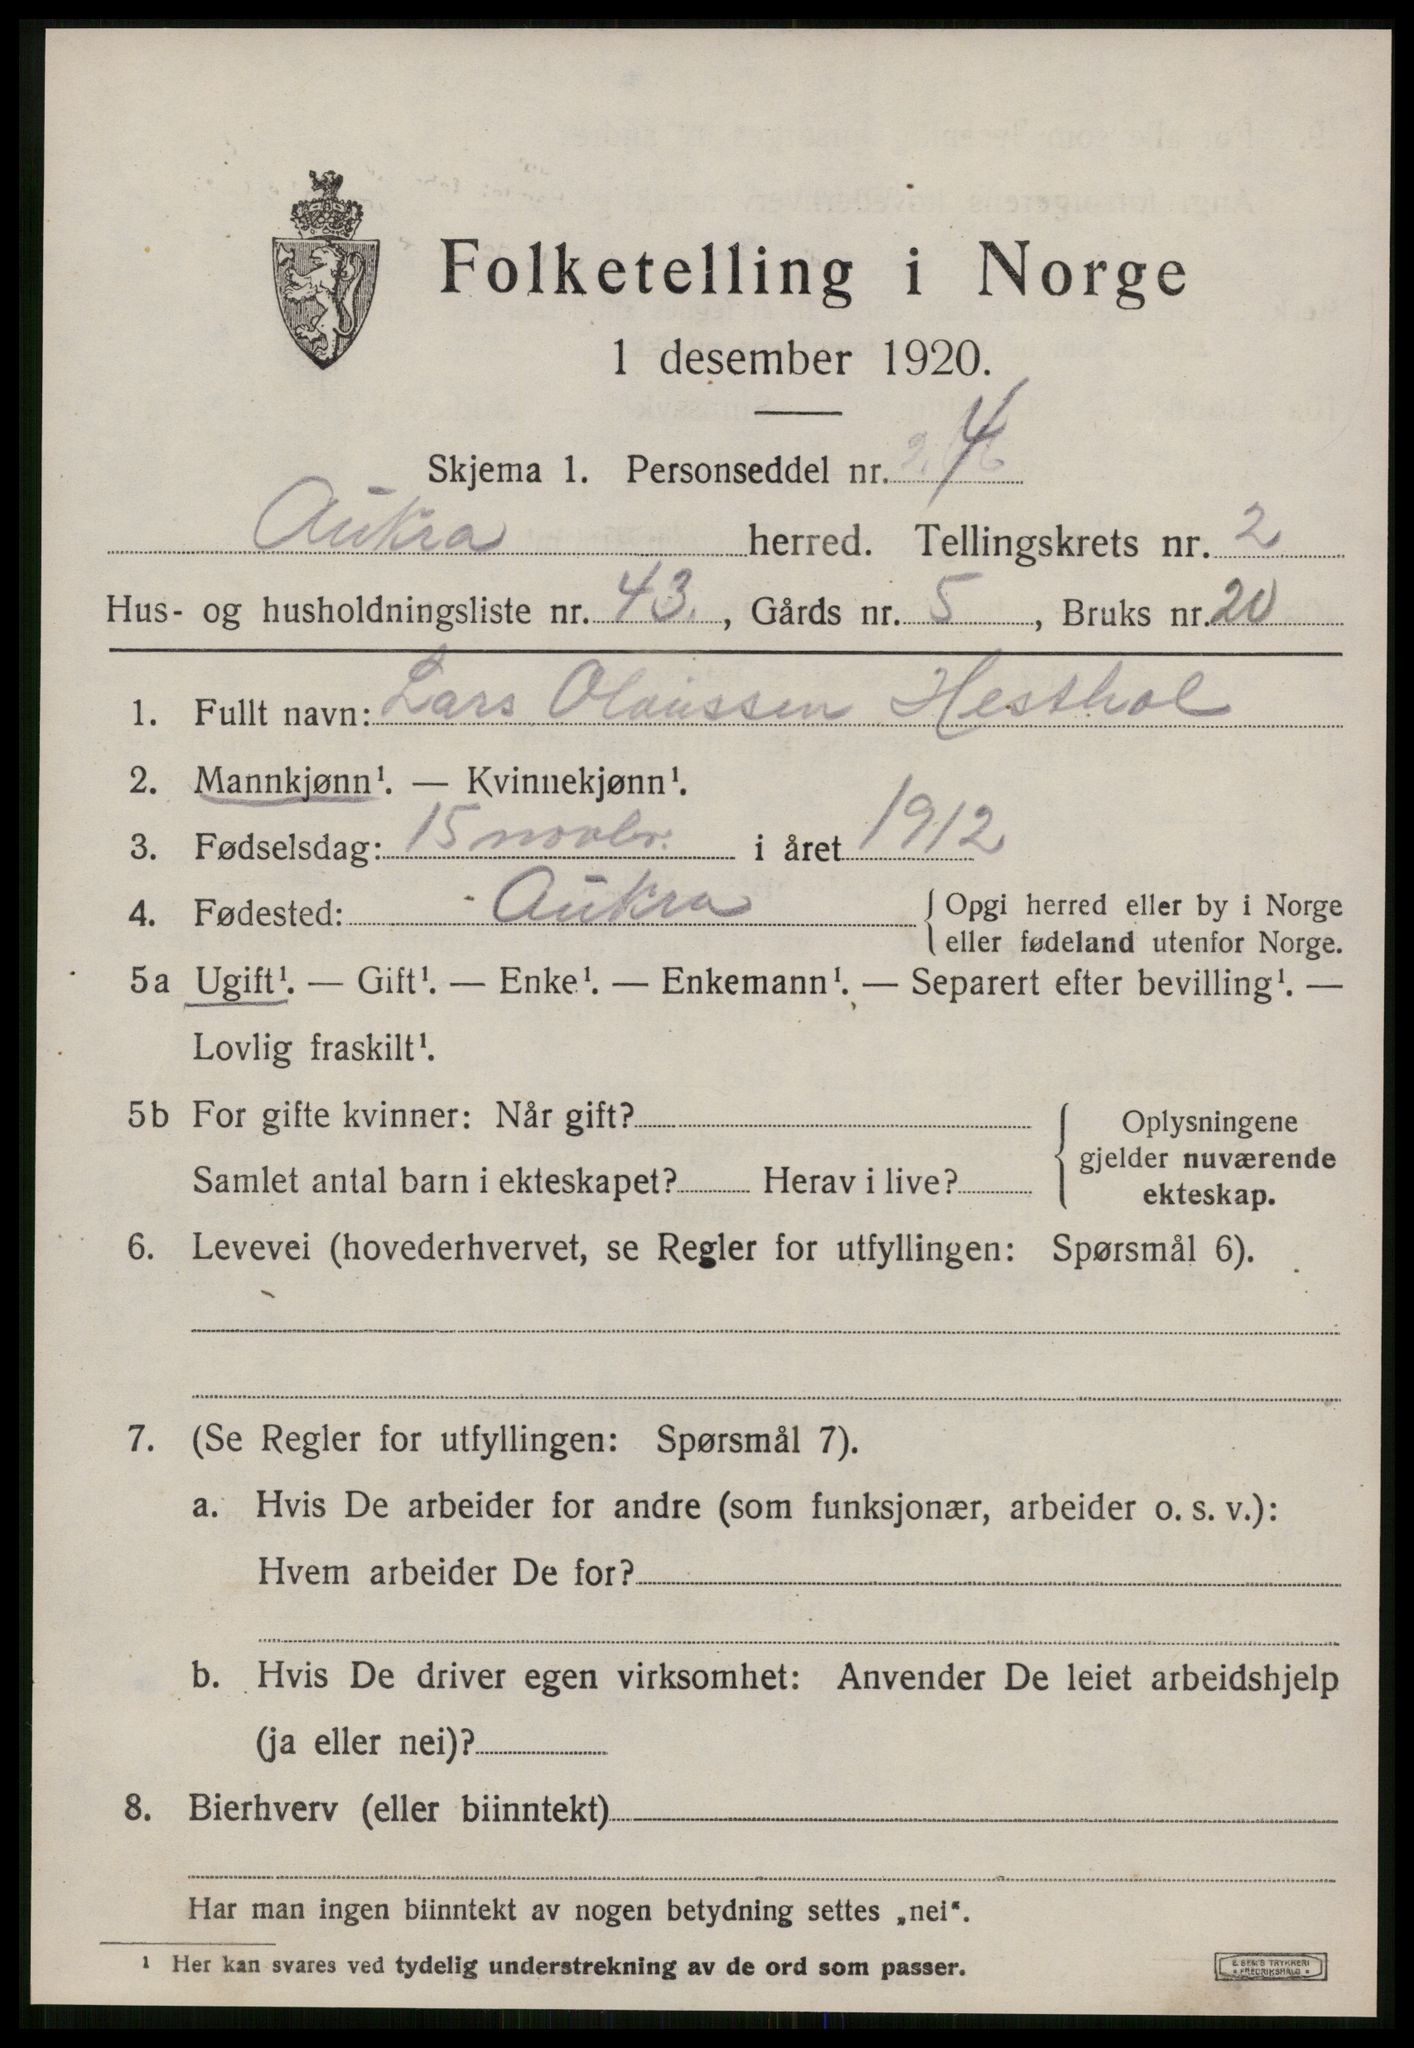 Folketelling i Norge
1 desember 1920.
Skjema 1. Personseddel nr. 4
Aukra herred. Tellingskrets nr. 2
Hus- og husholdningsliste nr. 43. , Gårds nr. 5 , Bruks nr. 20
1. Fullt navn: Lars Olaussen Hesthol
2. Mannkjønn¹. — Kvinnekjønn¹.
3. Fødselsdag: 15 novbr. i året 1912
4. Fødested: Aukra { Opgi herred eller by i Norge
eller fødeland utenfor Norge.
5a Ugift¹. — Gift¹. — Enke¹. — Enkemann¹. — Separert efter bevilling¹. —
Lovlig fraskilt¹.
5b For gifte kvinner: Når gift? { Oplysningene
gjelder nuværende
Samlet antal barn i ekteskapet? Herav i live? ekteskap.
6. Levevei (hovederhvervet, se Regler for utfyllingen: Spørsmål 6).
7. (Se Regler for utfyllingen: Spørsmål 7).
a. Hvis De arbeider for andre (som funksjonær, arbeider o. s. v.):
Hvem arbeider De for?
b. Hvis De driver egen virksomhet: Anvender De leiet arbeidshjelp
(ja eller nei)?
8. Bierhverv (eller biinntekt)
Har man ingen biinntekt av nogen betydning settes „nei".
¹ Her kan svares ved tydelig understrekning av de ord som passer.
E. SEM'S TRYKKERI
• FREDRIKSHALD •